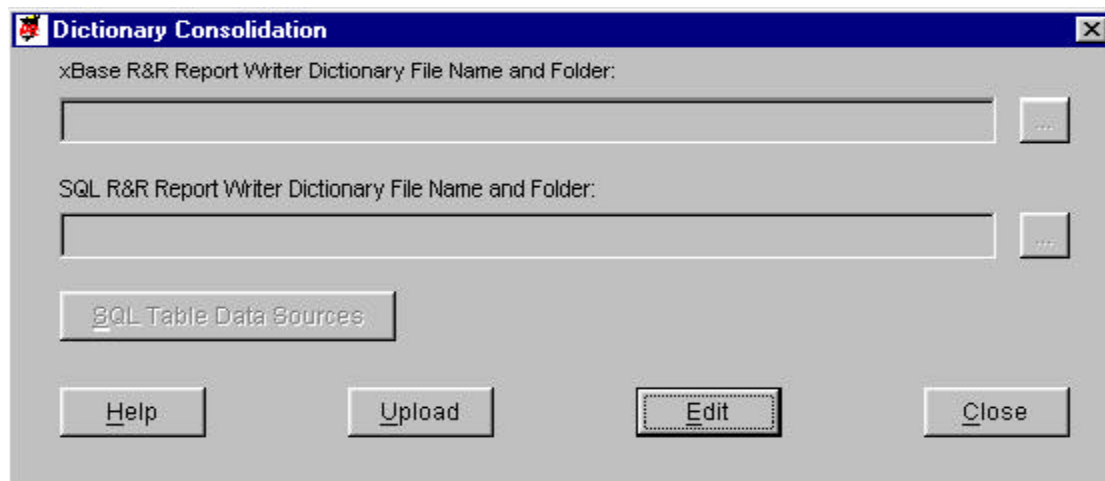 Dictionary Consolidation
xBase R&R Report Writer Dictionary File Name and Folder:
...
SQL R&R Report Writer Dictionary File Name and Folder:
...
SQL Table Data Sources
Help Upload Edit Close